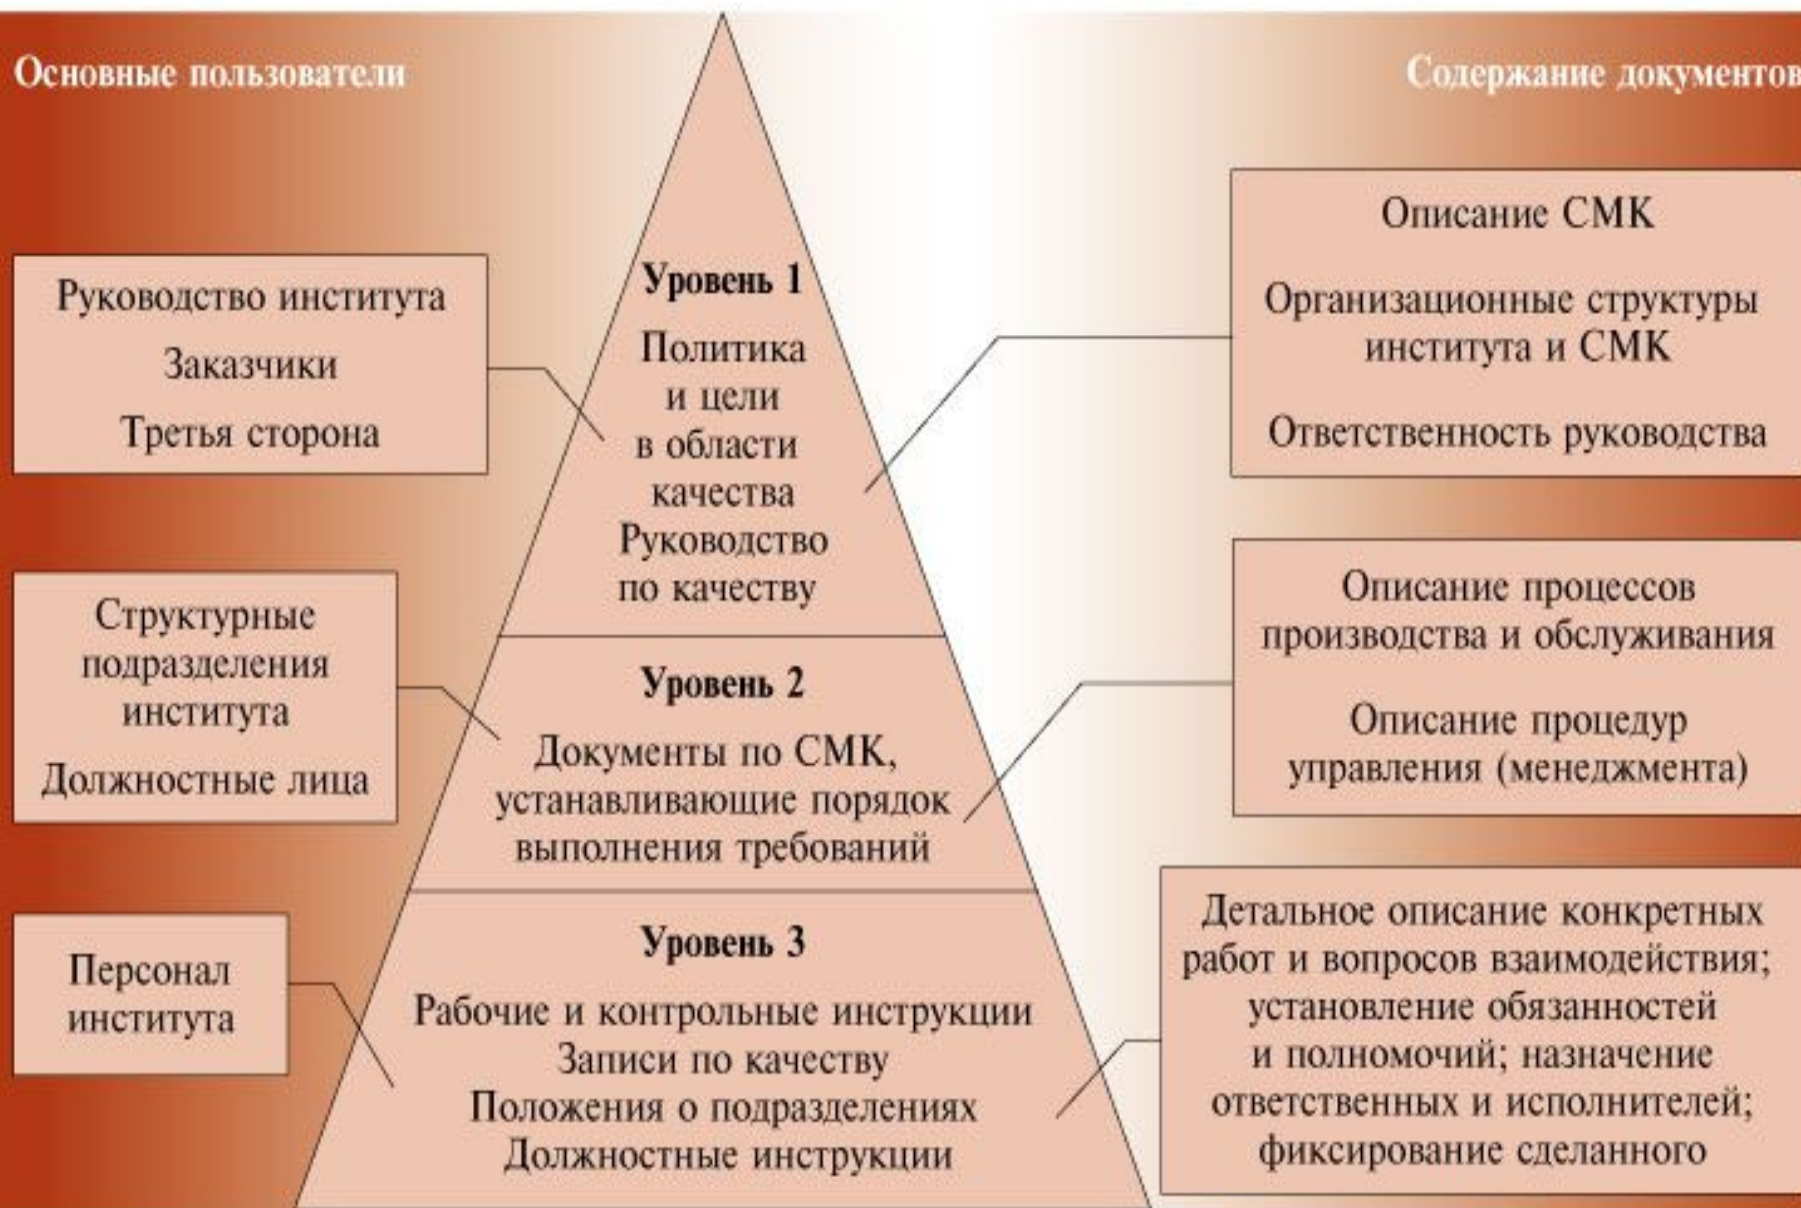 Основные пользователи
Содержание документов
Руководство института
Заказчики
Третья сторона
Уровень 1
Политика
и цели
в области
качества
Руководство
по качеству
Описание СМК
Организационные структуры
института и СМК
Ответственность руководства
Структурные
подразделения
института
Должностные лица
Уровень 2
Документы по СМК,
устанавливающие порядок
выполнения требований
Описание процессов
производства и обслуживания
Описание процедур
управления (менеджмента)
Персонал
института
Уровень 3
Рабочие и контрольные инструкции
Записи по качеству
Положения о подразделениях
Должностные инструкции
Детальное описание конкретных
работ и вопросов взаимодействия;
установление обязанностей
и полномочий; назначение
ответственных и исполнителей;
фиксирование сделанного